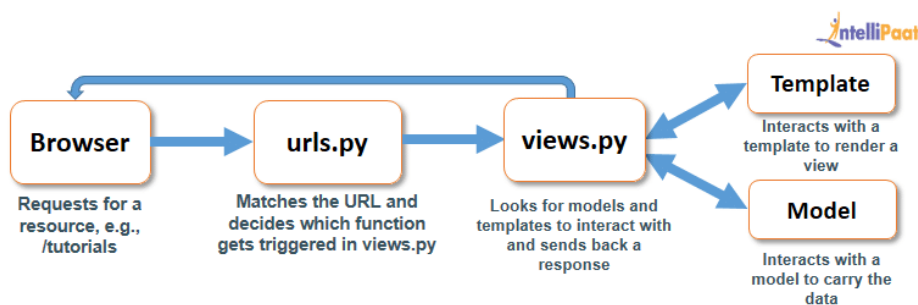 IntelliPaat
Browser
Requests for a
resource, e.g.,
/tutorials
urls.py
Matches the URL and
decides which function
gets triggered in views.py
views.py
Looks for models and
templates to interact with
and sends back a
response
Template
Interacts with a
template to render a
view
Model
Interacts with a
model to carry the
data